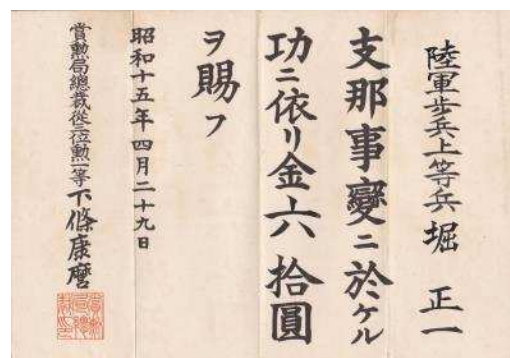 陸軍歩兵上等兵堀 正一
支那事變ニ於ケル
功ニ依リ金六拾圓
ヲ賜フ
昭和十五年四月二十九日
賞勲局總裁從三位勲一等下條康麿